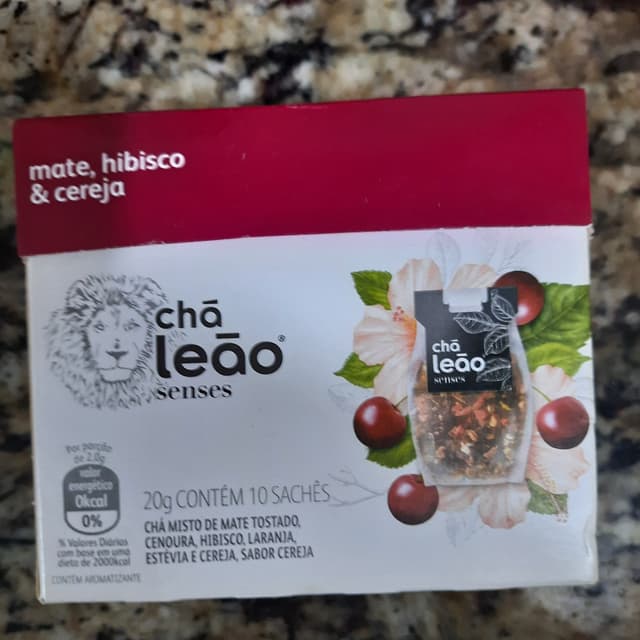 mate, hibisco
& cereja
chá
leão®
senses
chá
leão
senses
Por porção
de 2,0g
valor
energético
0kcal
0%
% Valores Diários
com base em uma
dieta de 2000kcal
CONTÉM AROMATIZANTE
20g CONTÉM 10 SACHÊS
CHÁ MISTO DE MATE TOSTADO,
CENOURA, HIBISCO, LARANJA,
ESTÉVIA E CEREJA, SABOR CEREJA